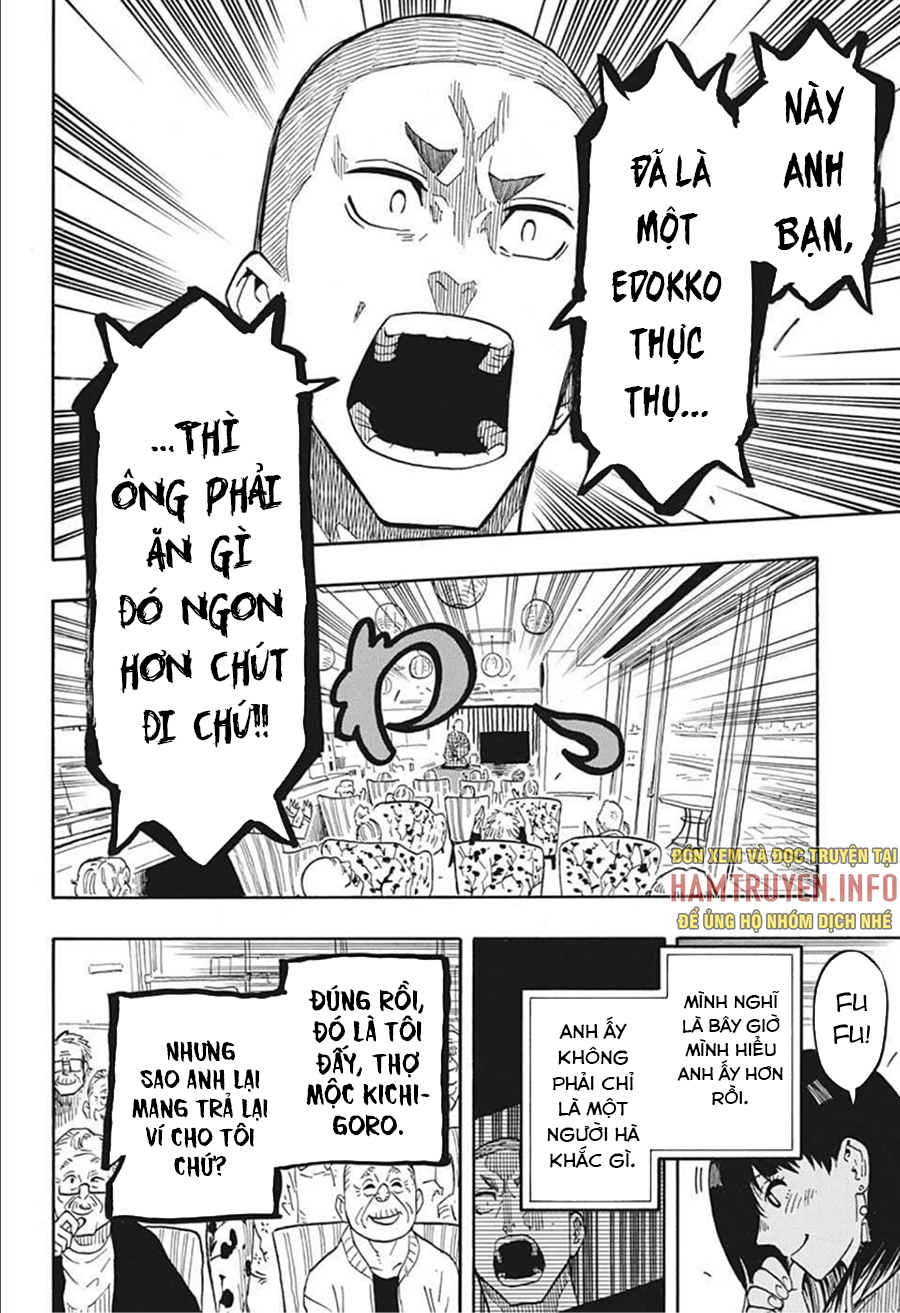 NÀY
ANH
BẠN,
ĐÃ LÀ
MỘT
EDOKKO
THỰC
THỤ...
...THÌ
ÔNG PHẢI
ĂN GÌ
ĐÓ NGON
HƠN CHÚT
ĐI CHỨ!!
ĐÓN XEM VÀ ĐỌC TRUYỆN TẠI
HAMTRUYEN.INFO
ĐỂ ỦNG HỘ NHÓM DỊCH NHÉ
FU
FU!
MÌNH NGHĨ
LÀ BÂY GIỜ
MÌNH HIỂU
ANH ẤY HƠN
RỒI.
ANH ẤY
KHÔNG
PHẢI CHỈ
LÀ MỘT
NGƯỜI HÀ
KHẮC GÌ.
ĐÚNG RỒI,
ĐÓ LÀ TÔI
ĐẤY, THỢ
MỘC KICHI-
GORO.
NHƯNG
SAO ANH LẠI
MANG TRẢ LẠI
VÍ CHO TÔI
CHỨ?